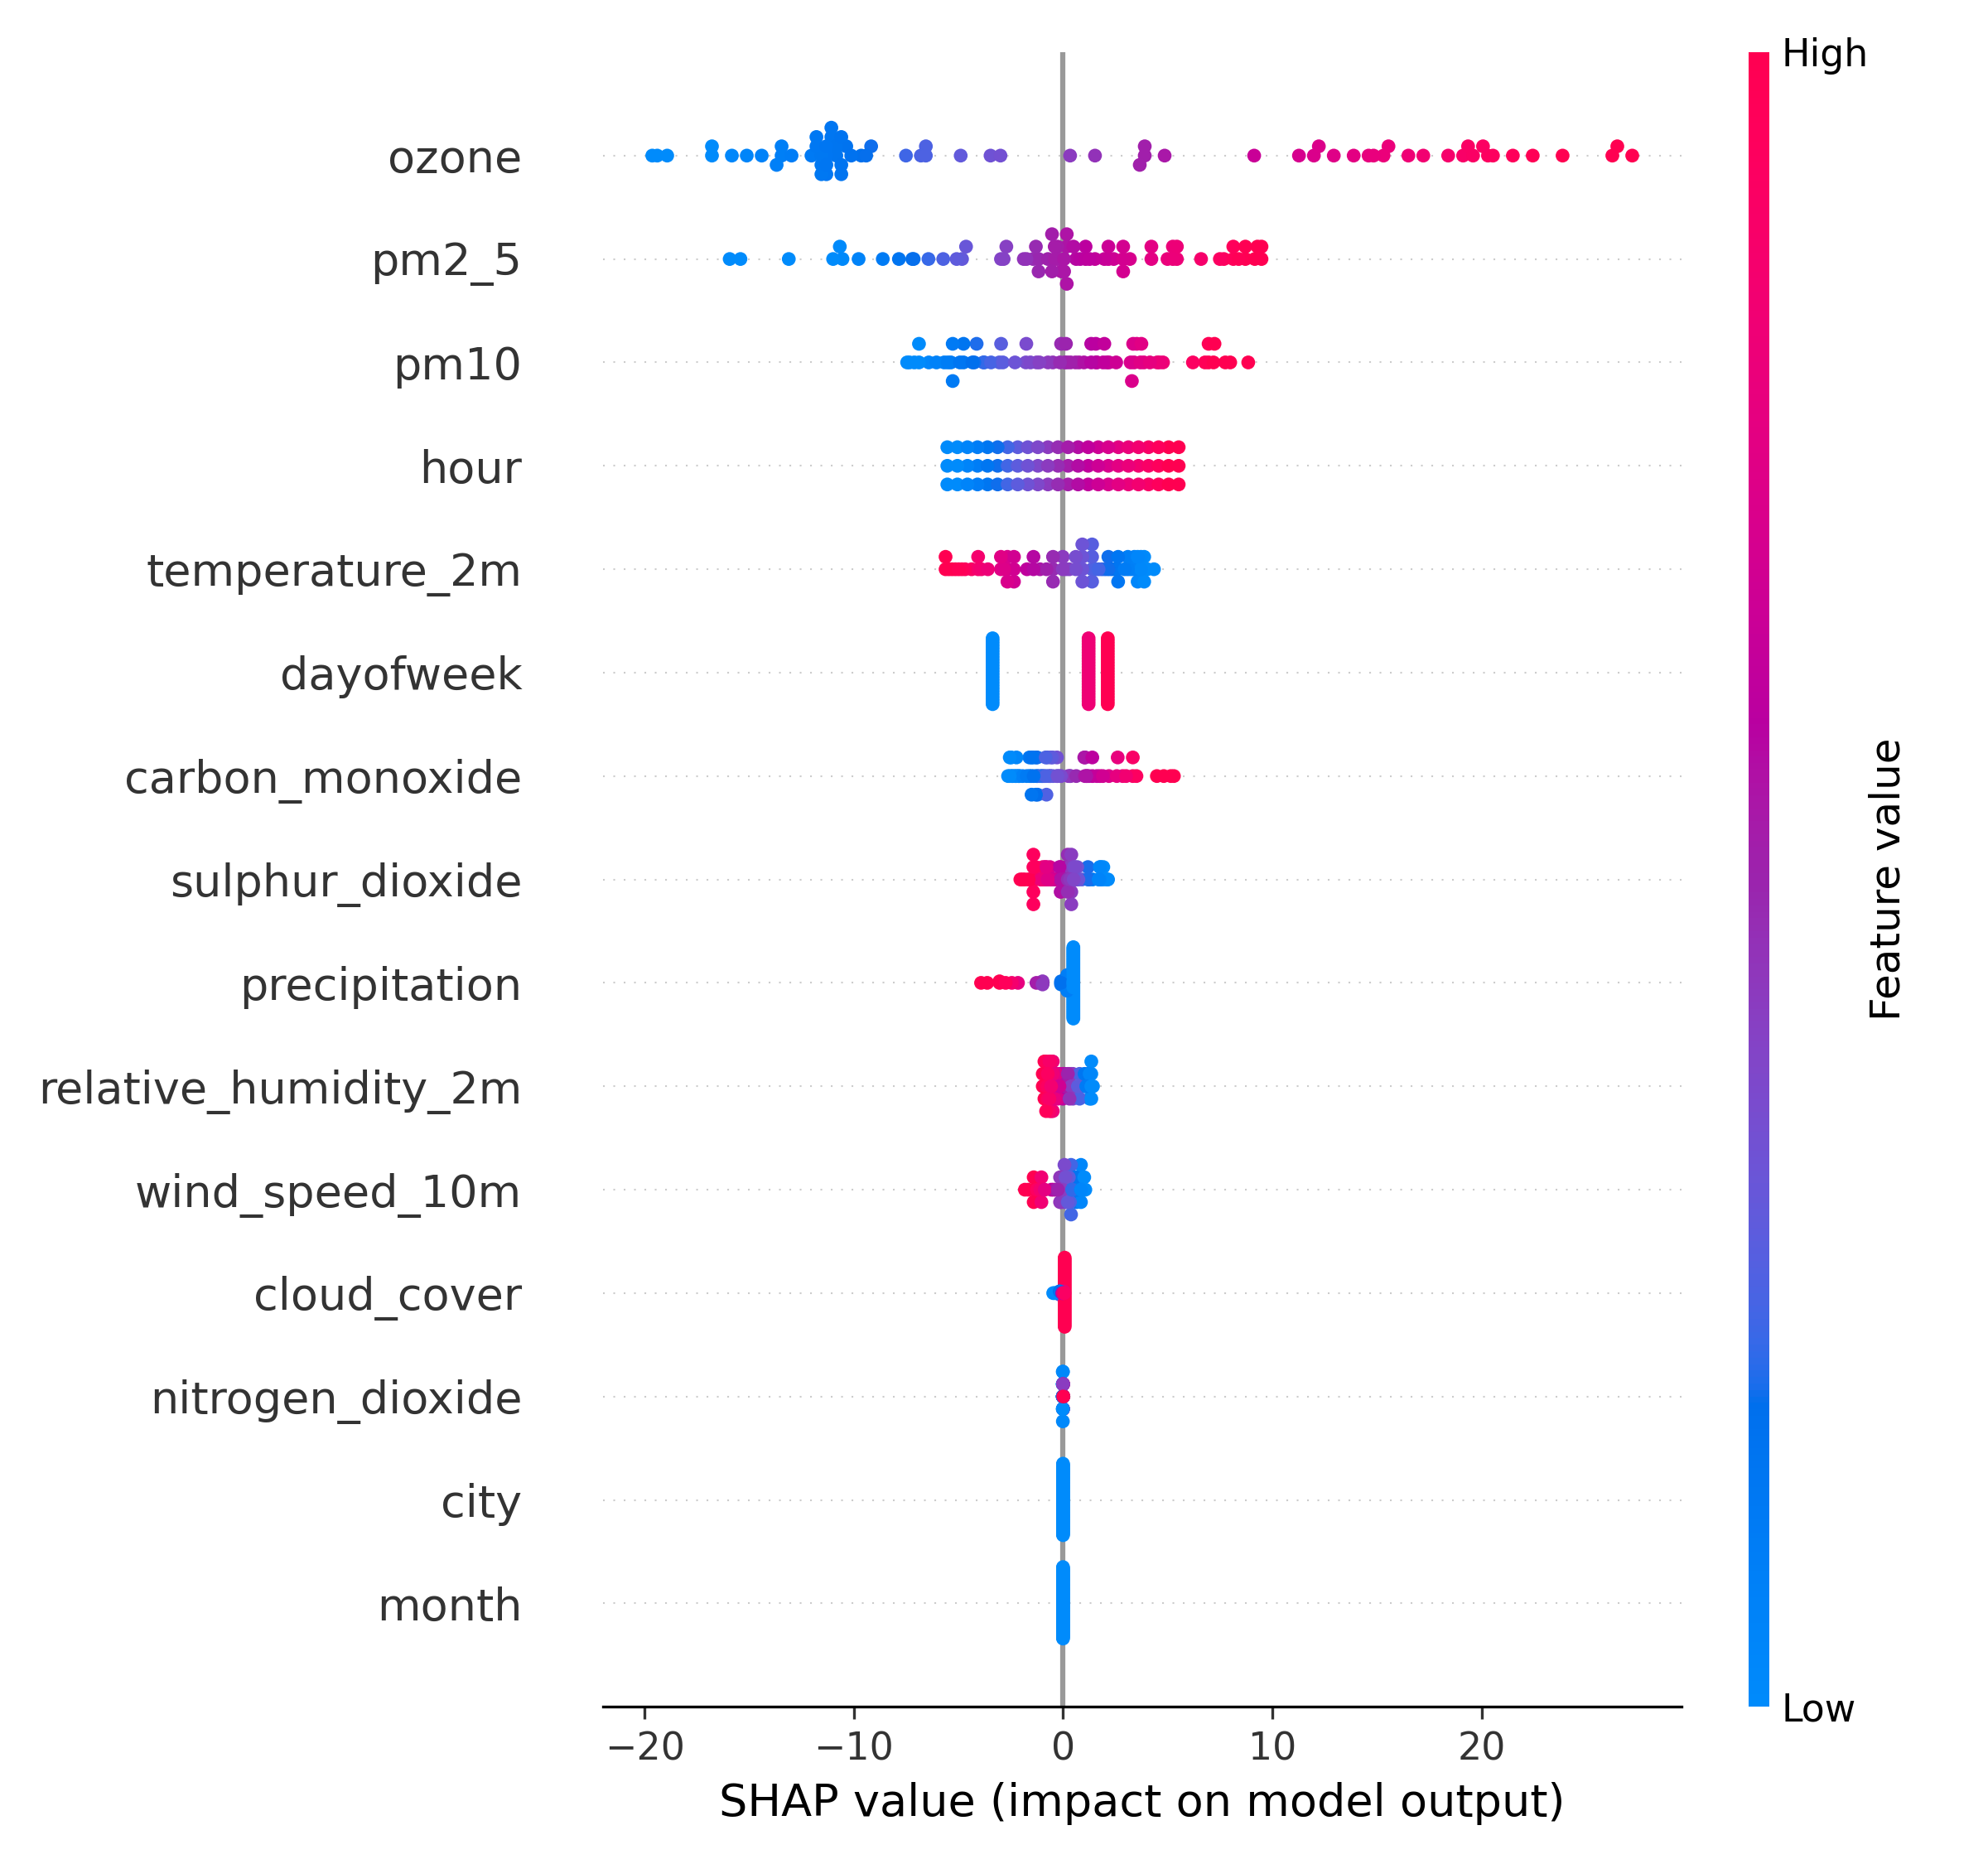 High
ozone
pm2_5
pm10
hour
temperature_2m
dayofweek
carbon_monoxide
sulphur_dioxide
precipitation
relative_humidity_2m
wind_speed_10m
cloud_cover
nitrogen_dioxide
city
month
Feature value
Low
−20 −10 0 10 20
SHAP value (impact on model output)